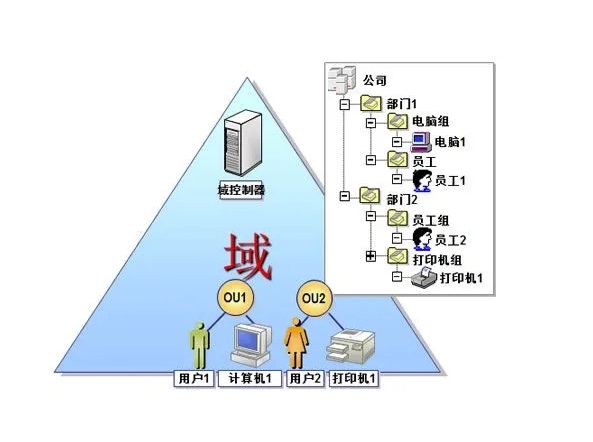 公司
部门1
电脑组
电脑1
员工
员工1
部门2
员工组
员工2
打印机组
打印机1
域控制器
域
OU1
OU2
用户1
计算机1
用户2
打印机1